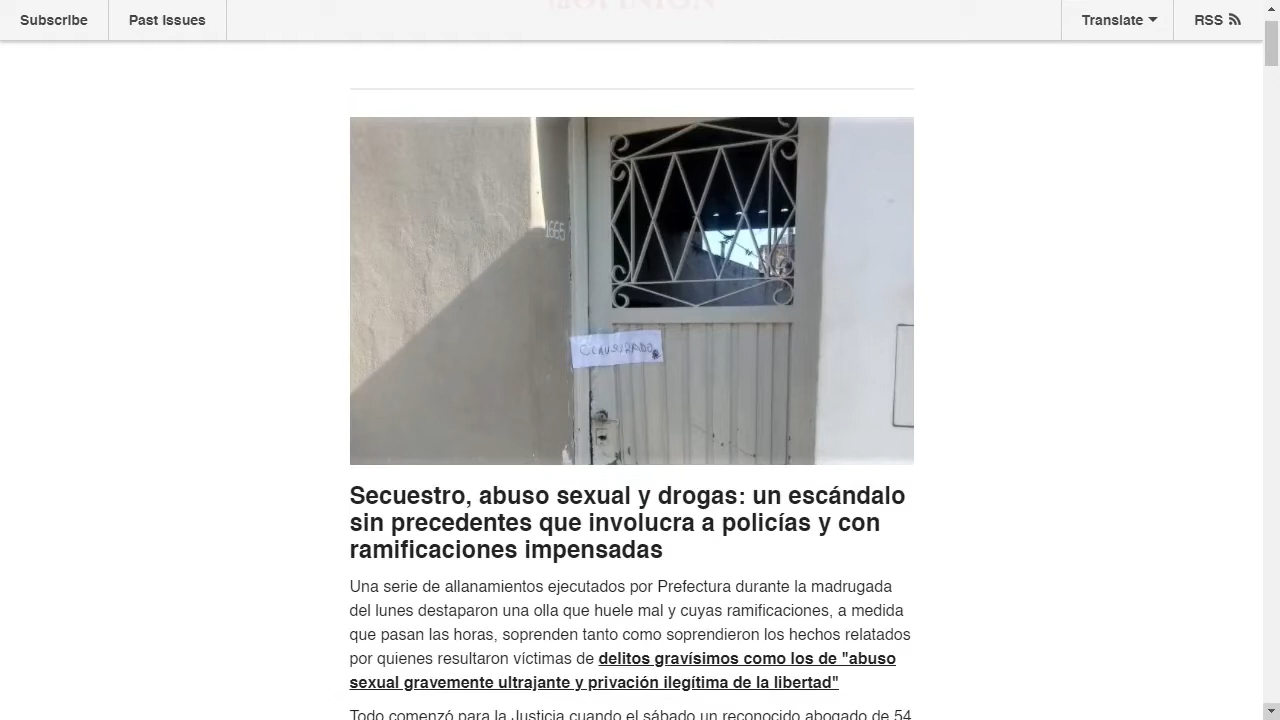 OPINION
Subscribe
Past Issues
Translate
RSS
1665
CLAUSURADO
Secuestro, abuso sexual y drogas: un escándalo
sin precedentes que involucra a policías y con
ramificaciones impensadas
Una serie de allanamientos ejecutados por Prefectura durante la madrugada
del lunes destaparon una olla que huele mal y cuyas ramificaciones, a medida
que pasan las horas, soprenden tanto como soprendieron los hechos relatados
por quienes resultaron víctimas de delitos gravísimos como los de "abuso
sexual gravemente ultrajante y privación ilegítima de la libertad"
Todo comenzó para la Justicia cuando el sábado un reconocido abogado de 54